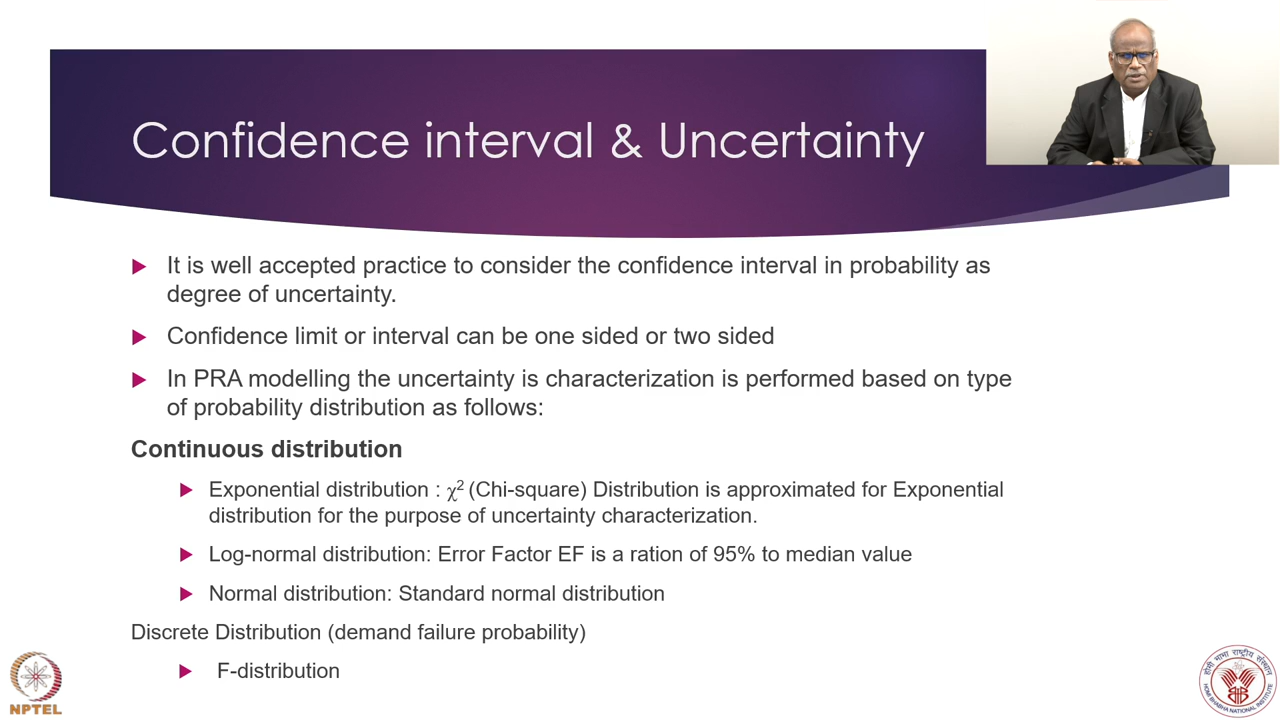 Confidence interval & Uncertainty
It is well accepted practice to consider the confidence interval in probability as
degree of uncertainty.
Confidence limit or interval can be one sided or two sided
In PRA modelling the uncertainty is characterization is performed based on type
of probability distribution as follows:
Continuous distribution
Exponential distribution : χ² (Chi-square) Distribution is approximated for Exponential
distribution for the purpose of uncertainty characterization.
Log-normal distribution: Error Factor EF is a ration of 95% to median value
Normal distribution: Standard normal distribution
Discrete Distribution (demand failure probability)
F-distribution
NPTEL
होमी भाभा राष्ट्रीय संस्थान
HOMI BHABHA NATIONAL INSTITUTE